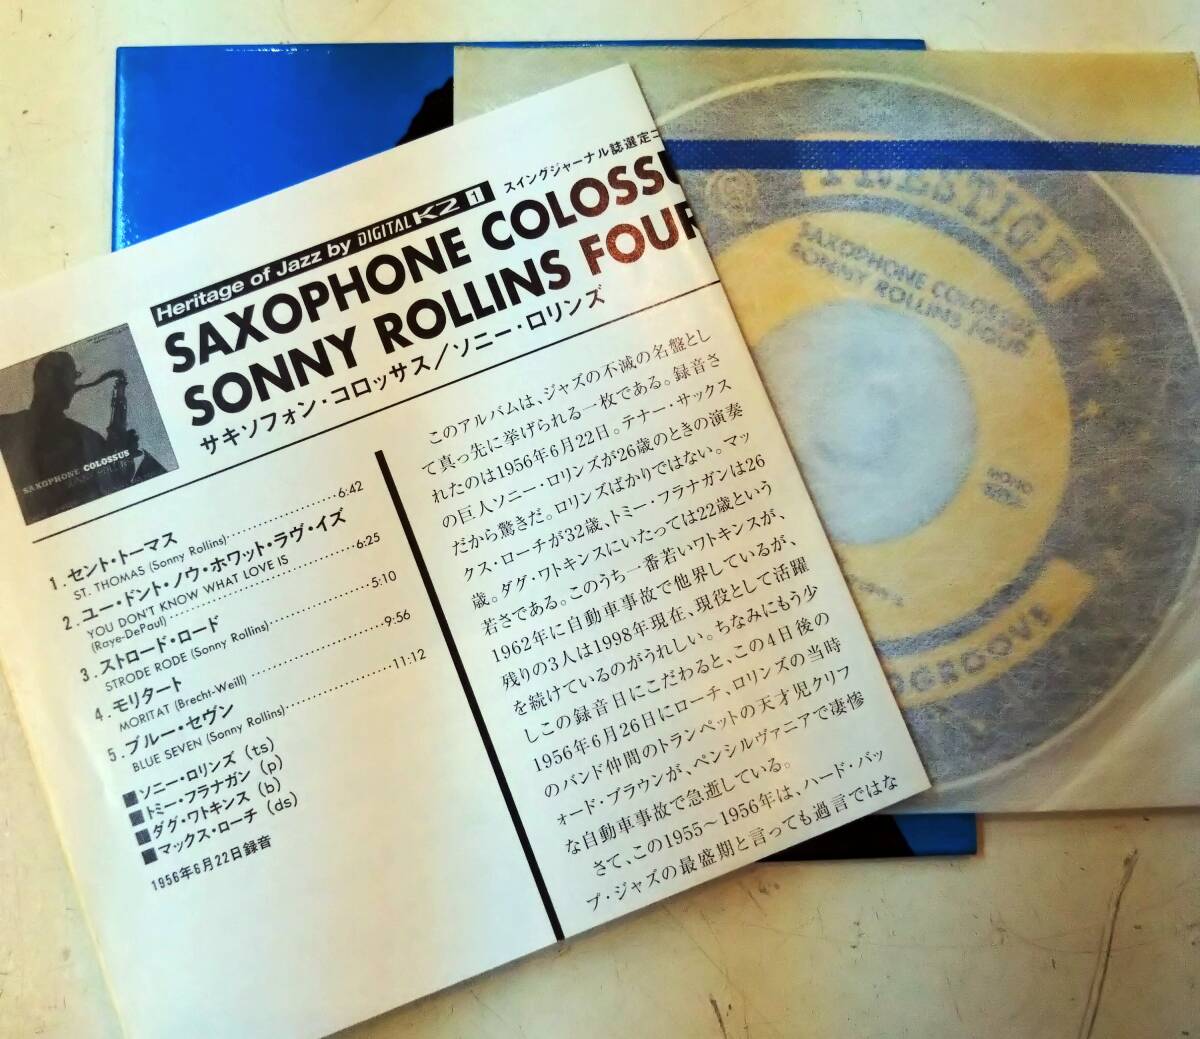 Heritage of Jazz by DIGITAL K2 1
スイングジャーナル誌選定コ
SAXOPHONE COLOSSU
SONNY ROLLINS FOUR
サキソフォン・コロッサス／ソニー・ロリンズ
SAXOPHONE COLOSSUS
1. セント・トーマス
ST. THOMAS (Sonny Rollins)……………6:42
2. ユー・ドント・ノウ・ホワット・ラヴ・イズ
YOU DON'T KNOW WHAT LOVE IS
(Raye-DePaul)……………6:25
3. ストロード・ロード
STRODE RODE (Sonny Rollins)……………5:10
4. モリタート
MORITAT (Brecht-Weill)……………9:56
5. ブルー・セヴン
BLUE SEVEN (Sonny Rollins)……………11:12
■ソニー・ロリンズ (ts)
■トミー・フラナガン (p)
■ダグ・ワトキンス (b)
■マックス・ローチ (ds)
1956年6月22日録音
このアルバムは、ジャズの不滅の名盤とし
て真っ先に挙げられる一枚である。録音さ
れたのは1956年6月22日。テナー・サックス
の巨人ソニー・ロリンズが26歳のときの演奏
だから驚きだ。ロリンズばかりではない。マッ
クス・ローチが32歳、トミー・フラナガンは26
歳。ダグ・ワトキンスにいたっては22歳という
若さである。このうち一番若いワトキンスが、
1962年に自動車事故で他界しているが、
残りの3人は1998年現在、現役として活躍
を続けているのがうれしい。ちなみにもう少
しこの録音日にこだわると、この4日後の
1956年6月26日にローチ、ロリンズの当時
のバンド仲間のトランペットの天才児クリフ
ォード・ブラウンが、ペンシルヴァニアで凄惨
な自動車事故で急逝している。
さて、この1955～1956年は、ハード・バッ
プ・ジャズの最盛期と言っても過言ではな
PRESTIGE
SAXOPHONE COLOSSUS
SONNY ROLLINS FOUR
MONO